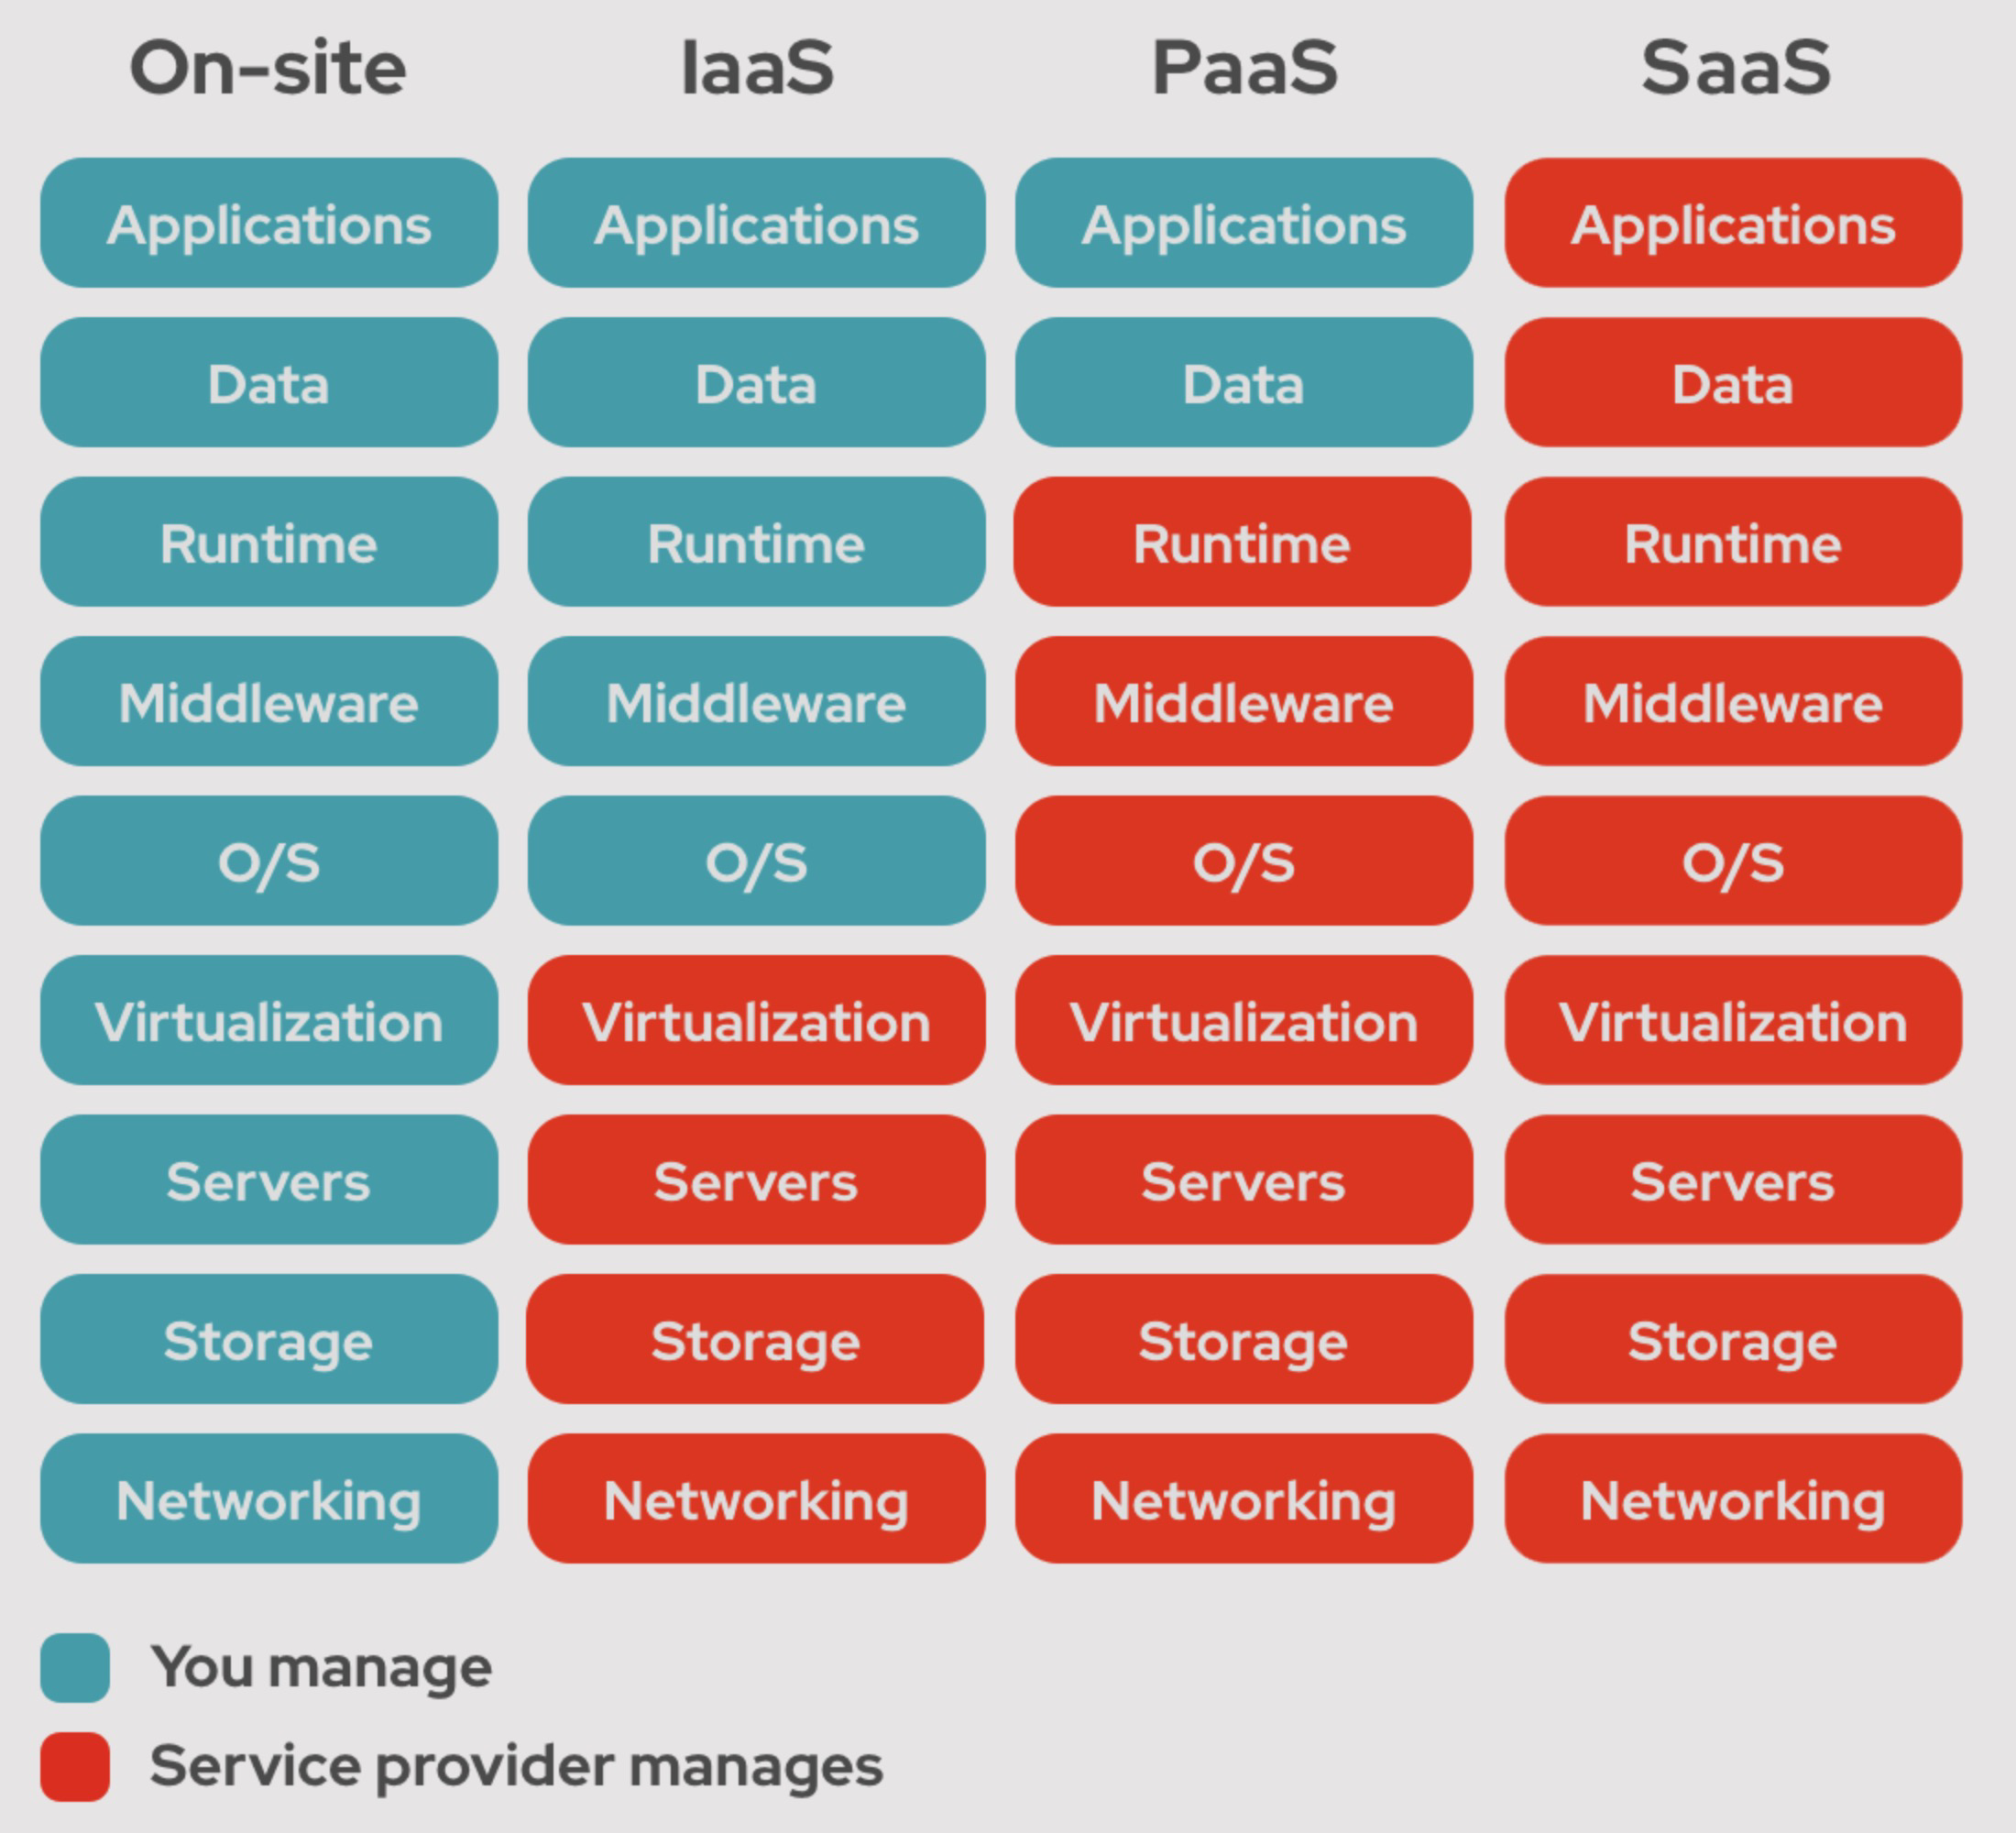 On-site IaaS PaaS SaaS
Applications Applications Applications Applications
Data Data Data Data
Runtime Runtime Runtime Runtime
Middleware Middleware Middleware Middleware
O/S O/S O/S O/S
Virtualization Virtualization Virtualization Virtualization
Servers Servers Servers Servers
Storage Storage Storage Storage
Networking Networking Networking Networking
You manage
Service provider manages